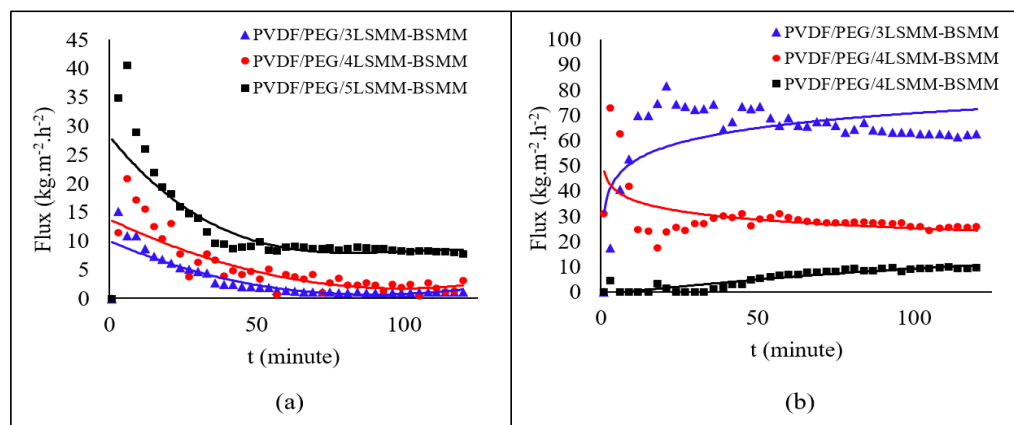 45
40
35
30
25
20
15
10
5
0
Flux (kg.m⁻².h⁻²)
PVDF/PEG/3LSMM-BSMM
PVDF/PEG/4LSMM-BSMM
PVDF/PEG/5LSMM-BSMM
0
50
100
t (minute)
(a)
100
90
80
70
60
50
40
30
20
10
0
Flux (kg.m⁻².h⁻²)
PVDF/PEG/3LSMM-BSMM
PVDF/PEG/4LSMM-BSMM
PVDF/PEG/4LSMM-BSMM
0
50
100
t (minute)
(b)